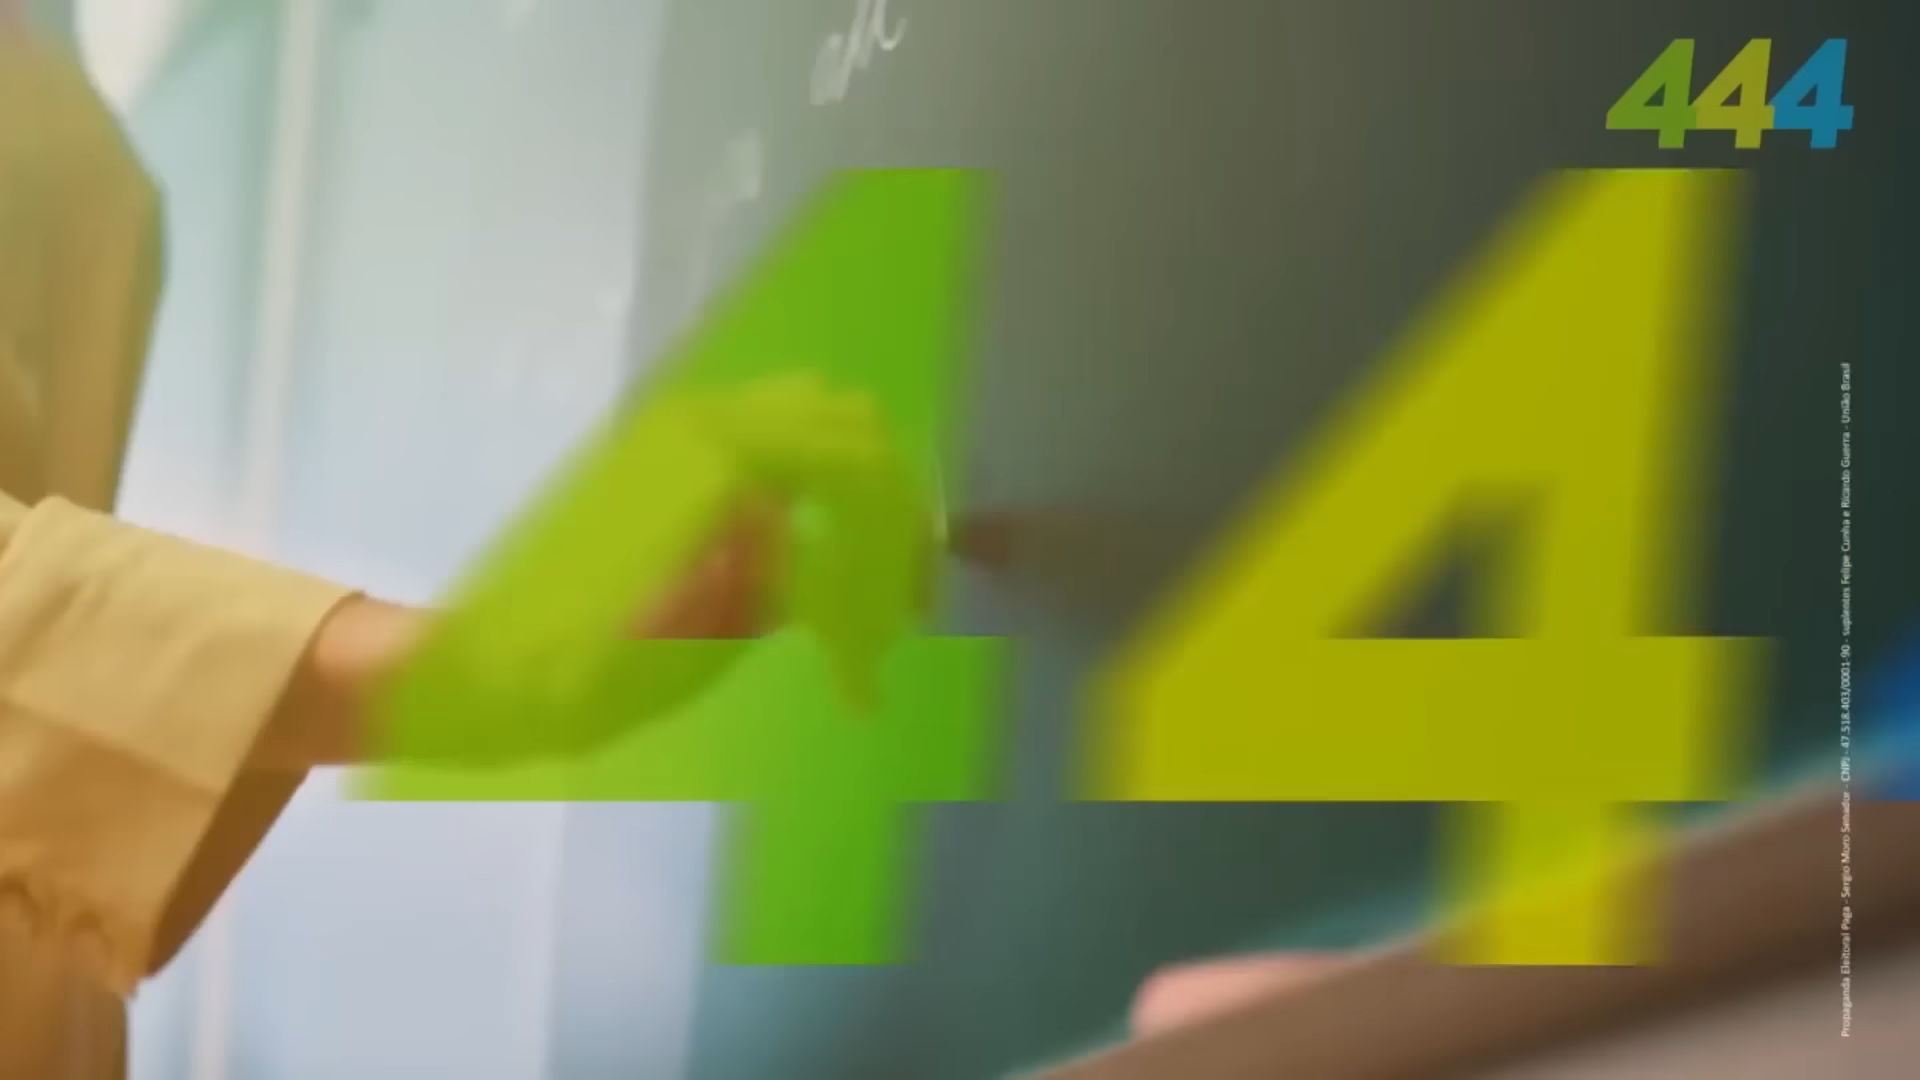 444
44
Propaganda Eleitoral Paga - Sergio Moro Senador - CNPJ - 47.518.403/0001-90 - suplentes Felipe Cunha e Ricardo Guerra - União Brasil